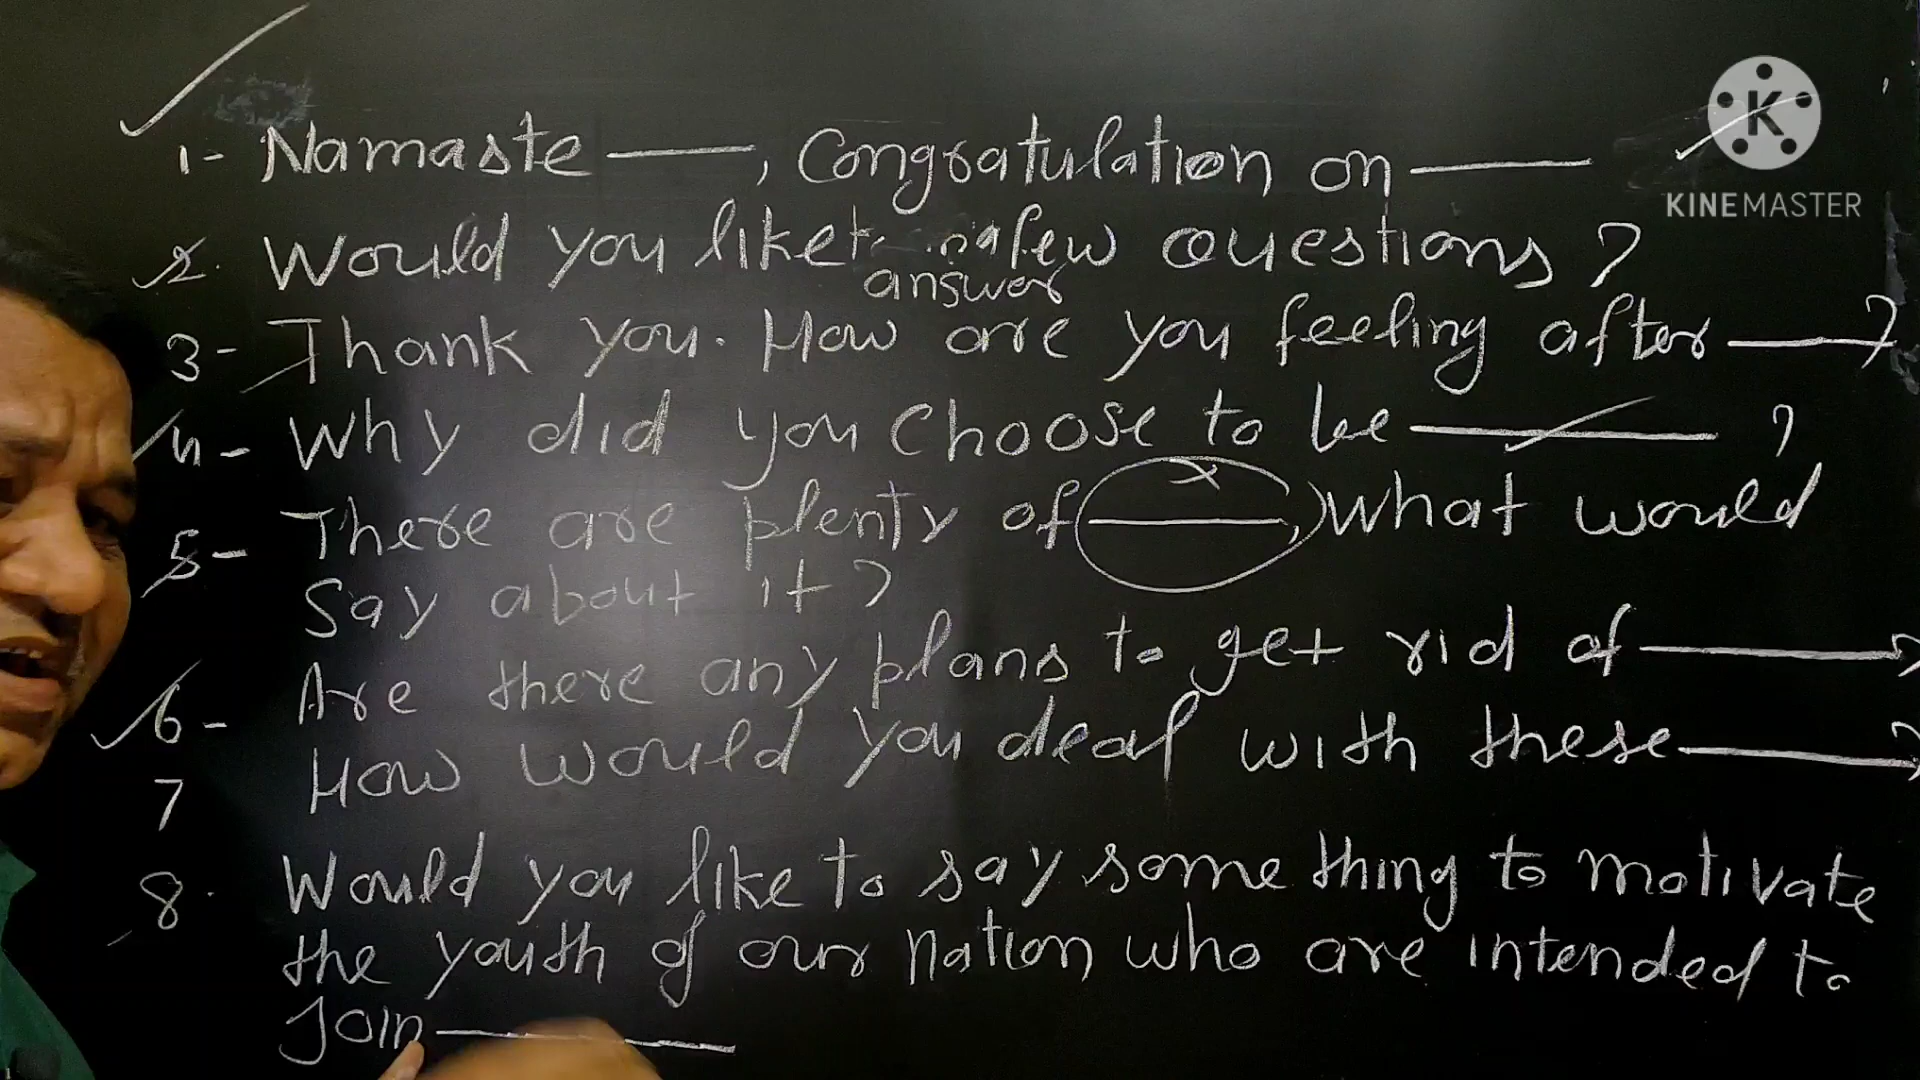 1- Namaste ———, Congratulation on ———
KINEMASTER
2. Would you like few Questions ?
answer
3- Thank you. How are you feeling after ———?
4- Why did you choose to be ——— ?
5- There are plenty of ———, What would
Say about it?
6- Are there any plans to get rid of ———?
7 How would you deal with these ———?
8. Would you like to say something to motivate
the youth of our nation who are intended to
Join ———